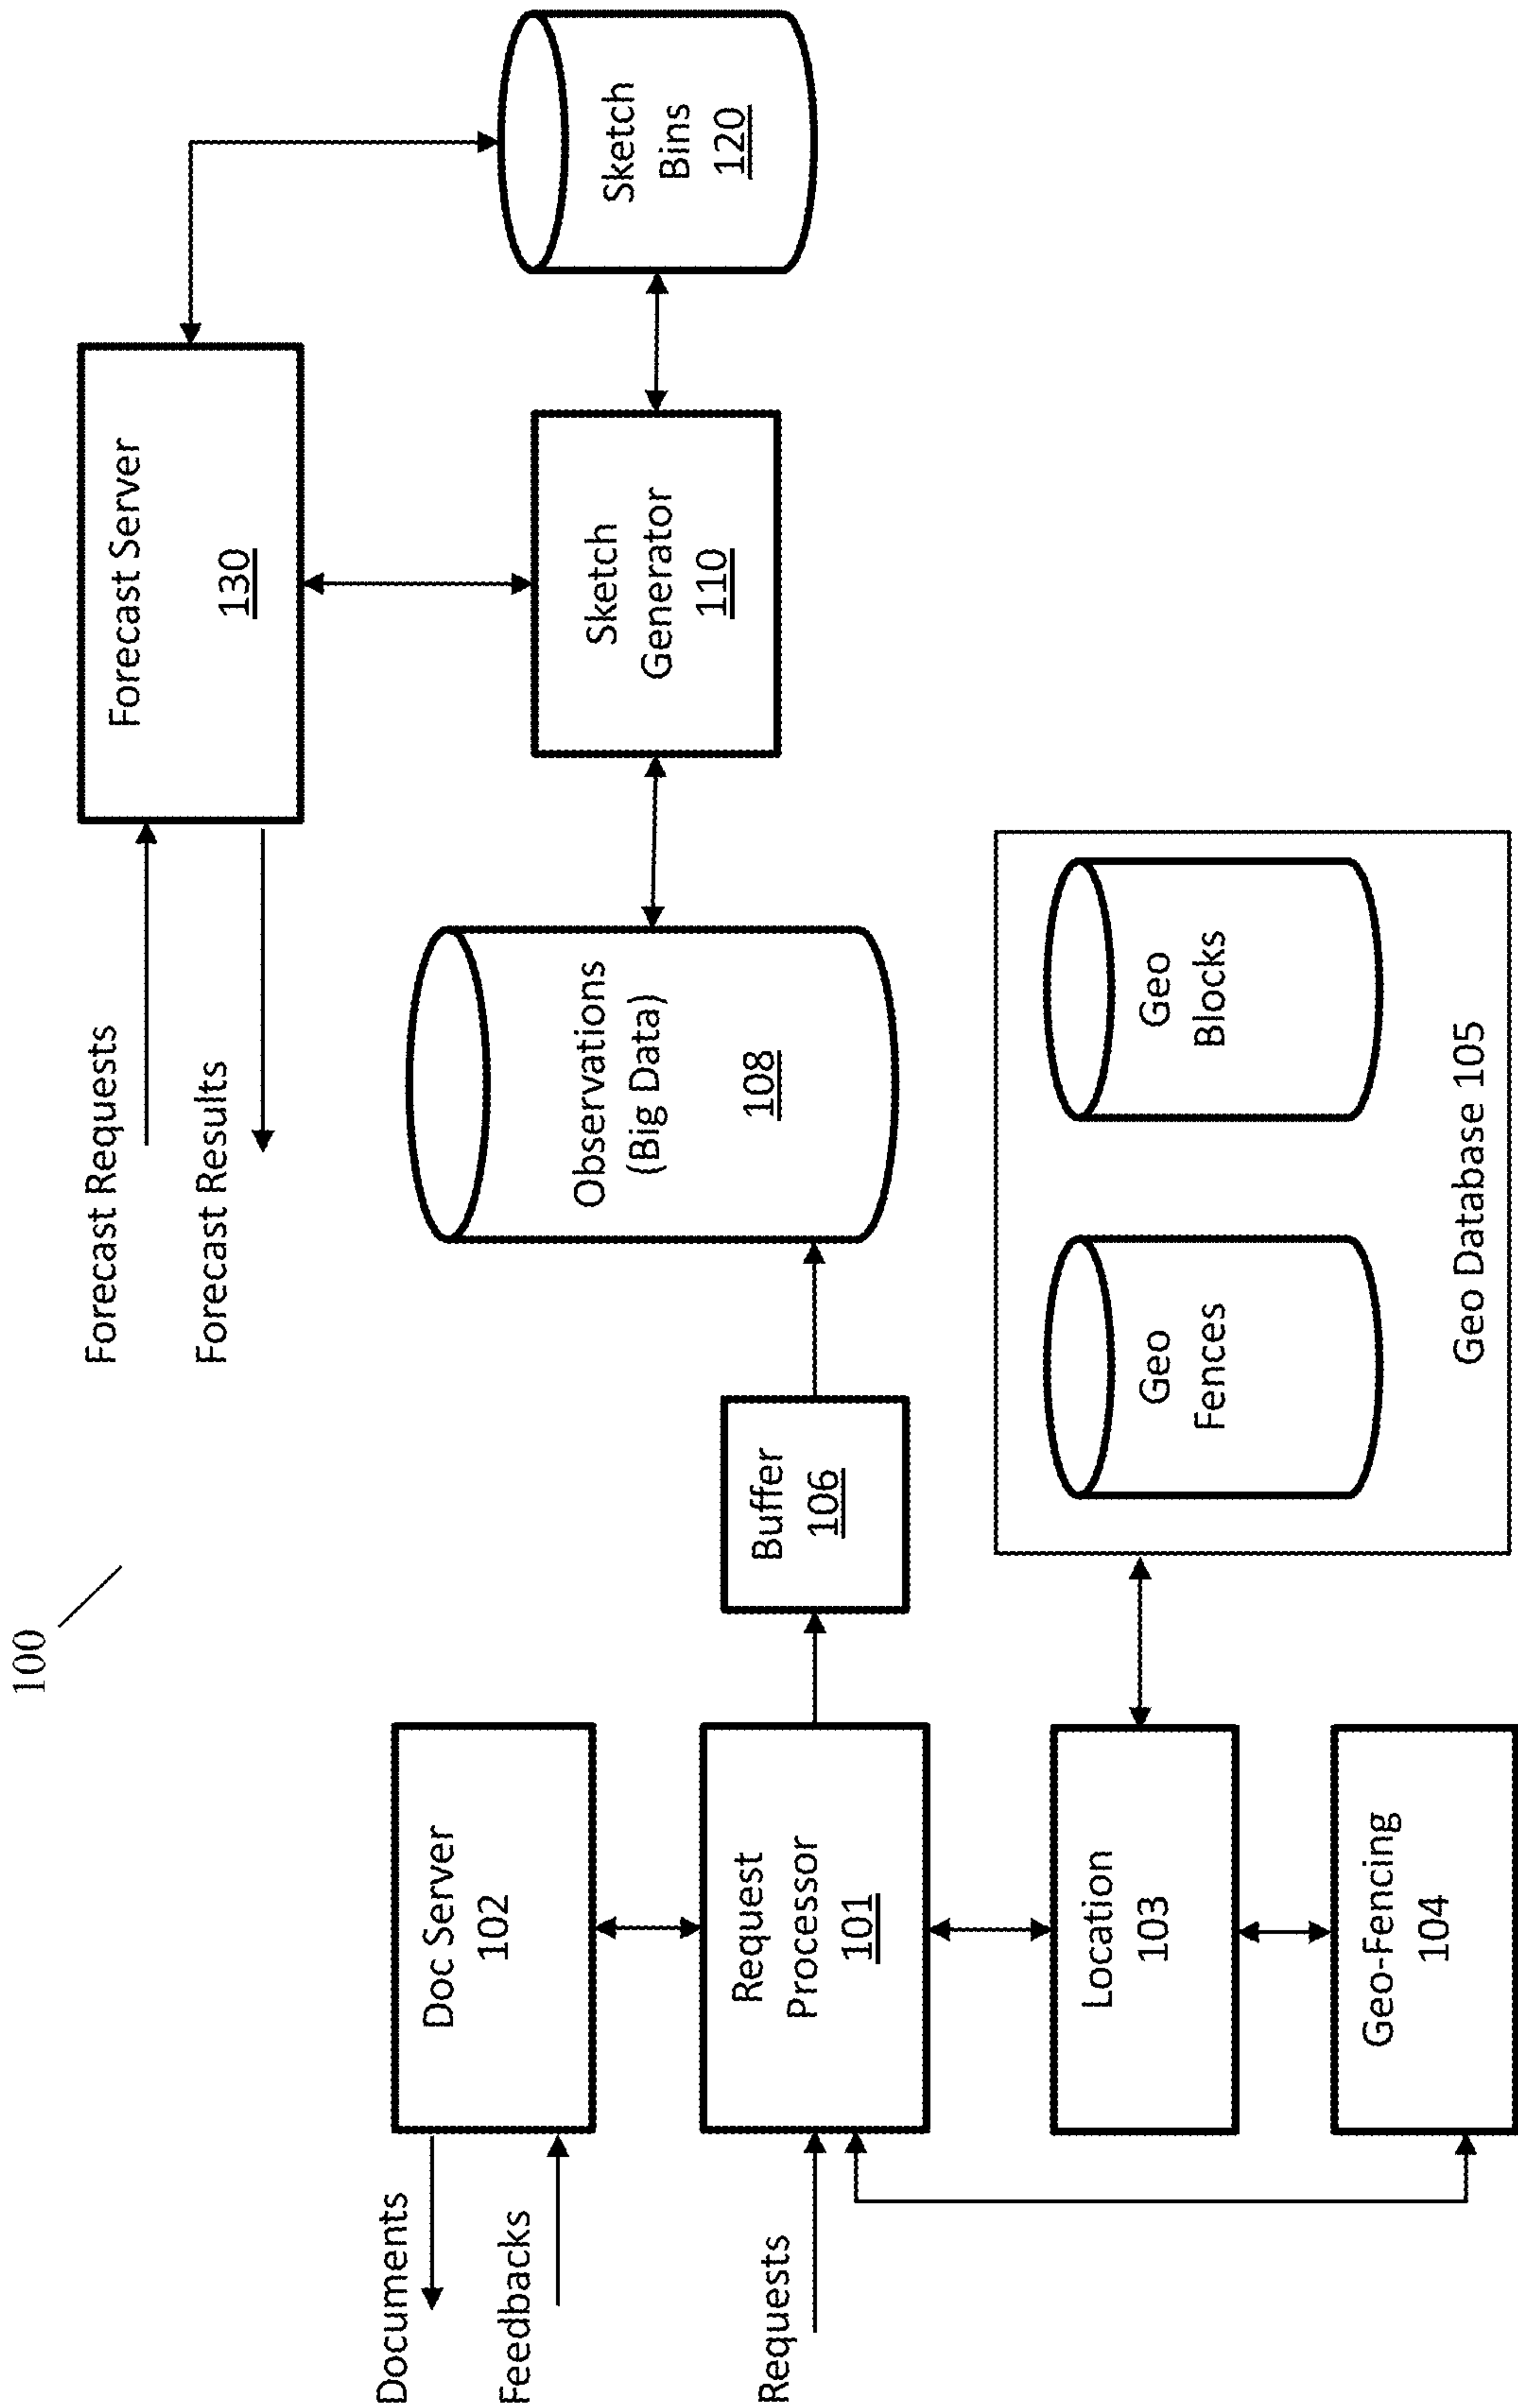 100
Documents
Feedbacks
Requests
Doc Server
102
Request
Processor
101
Location
103
Geo-Fencing
104
Buffer
106
Observations
(Big Data)
108
Geo
Fences
Geo
Blocks
Geo Database 105
Forecast Requests
Forecast Results
Forecast Server
130
Sketch
Generator
110
Sketch
Bins
120